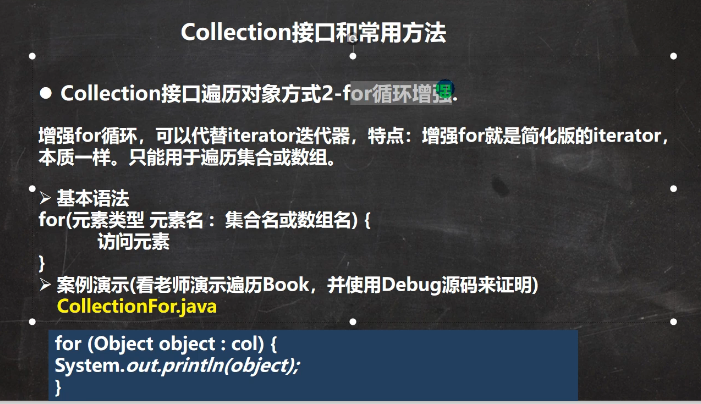 Collection接口和常用方法
● Collection接口遍历对象方式2-for循环增强.
增强for循环，可以代替iterator迭代器，特点：增强for就是简化版的iterator，
本质一样。只能用于遍历集合或数组。
➢ 基本语法
for(元素类型 元素名 : 集合名或数组名) {
访问元素
}
➢ 案例演示(看老师演示遍历Book，并使用Debug源码来证明)
CollectionFor.java
for (Object object : col) {
System.out.println(object);
}